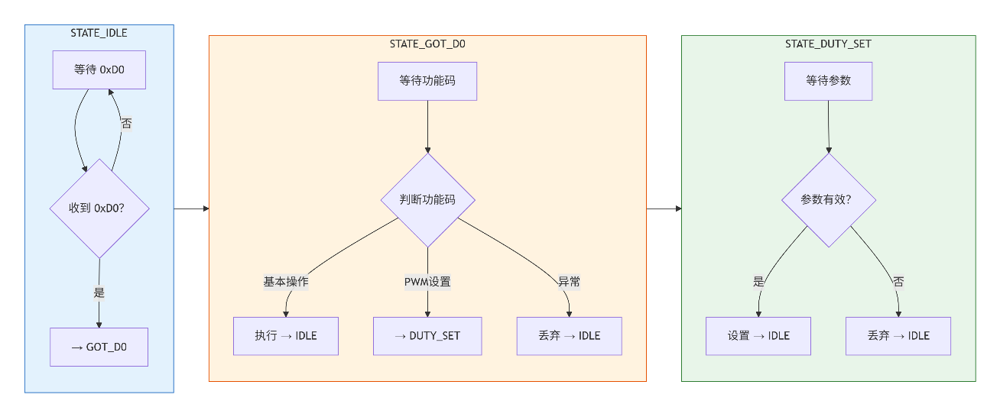 STATE_IDLE
等待 0xD0
否
收到 0xD0?
是
→ GOT_D0
STATE_GOT_D0
等待功能码
判断功能码
基本操作
PWM设置
异常
执行 → IDLE
→ DUTY_SET
丢弃 → IDLE
STATE_DUTY_SET
等待参数
参数有效?
是
否
设置 → IDLE
丢弃 → IDLE